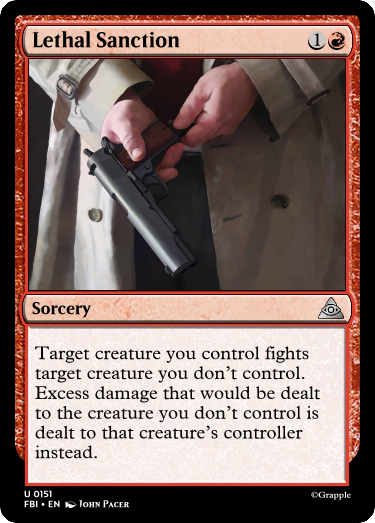 Lethal Sanction 1
Sorcery
Target creature you control fights
target creature you don't control.
Excess damage that would be dealt
to the creature you don't control is
dealt to that creature's controller
instead.
U 0151
FBI • EN John Pacer
©Grapple